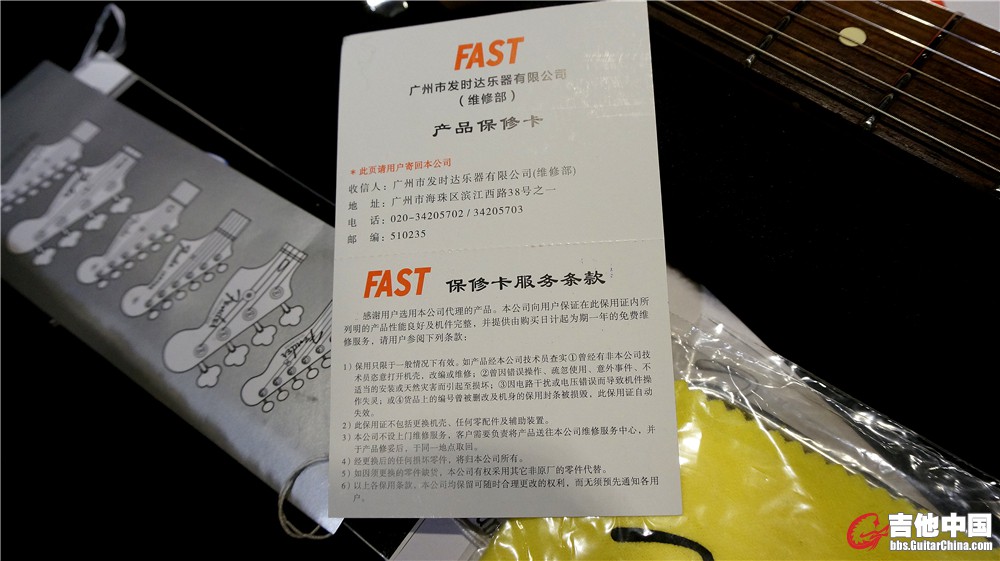 FAST
广州市发时达乐器有限公司
（维修部）
产品保修卡
* 此页请用户寄回本公司
收信人：广州市发时达乐器有限公司(维修部)
地　址：广州市海珠区滨江西路38号之一
电　话：020-34205702 / 34205703
邮　编：510235
FAST 保修卡服务条款
感谢用户选用本公司代理的产品。本公司向用户保证在此保用证内所
列明的产品性能良好及机件完整，并提供由购买日计起为期一年的免费维
修服务，请用户参阅下列条款：
1）保用只限于一般情况下有效。如产品经本公司技术员查实①曾经有非本公司技
术员恣意打开机壳，改编或维修；②曾因错误操作、疏忽使用、意外事件、不
适当的安装或天然灾害而引起至损坏；③因电路干扰或电压错误而导致机件操
作失灵；或④货品上的编号曾被删改及机身的保用封条被损毁，此保用证自动
失效。
2）此保用证不包括更换机壳、任何零配件及辅助装置。
3）本公司不设上门维修服务，客户需要负责将产品送往本公司维修服务中心，并
于产品修妥后，于同一地点取回。
4）经更换后的任何损坏零件，将归本公司所有。
5）如因须更换的零件缺货，本公司有权采用其它非原厂的零件代替。
6）以上各保用条款，本公司均保留可随时合理更改的权利，而无须预先通知各用
户。
Fender
吉他中国
bbs.GuitarChina.com